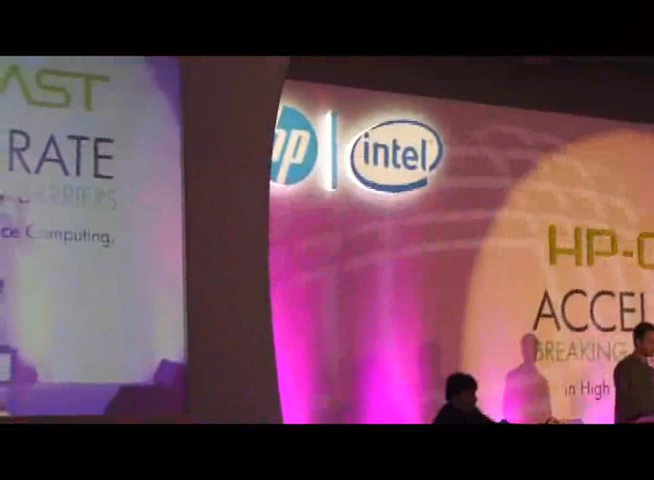 AST
RATE
BARRIERS
ce Computing,
hp
intel
HP-C
ACCEL
BREAKING
in High